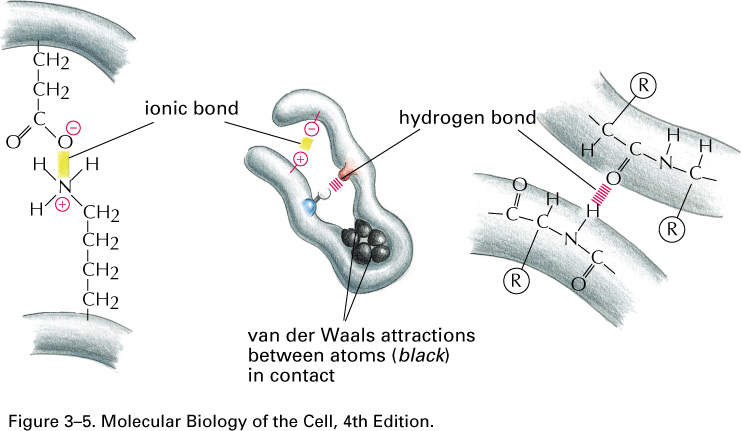 CH2
CH2
C
O
O
−
H
H
N
H
+
CH2
CH2
CH2
CH2
ionic bond
−
+
hydrogen bond
van der Waals attractions
between atoms (black)
in contact
R
C
H
C
O
N
H
H
C
R
O
C
H
C
R
H
N
C
O
Figure 3–5. Molecular Biology of the Cell, 4th Edition.